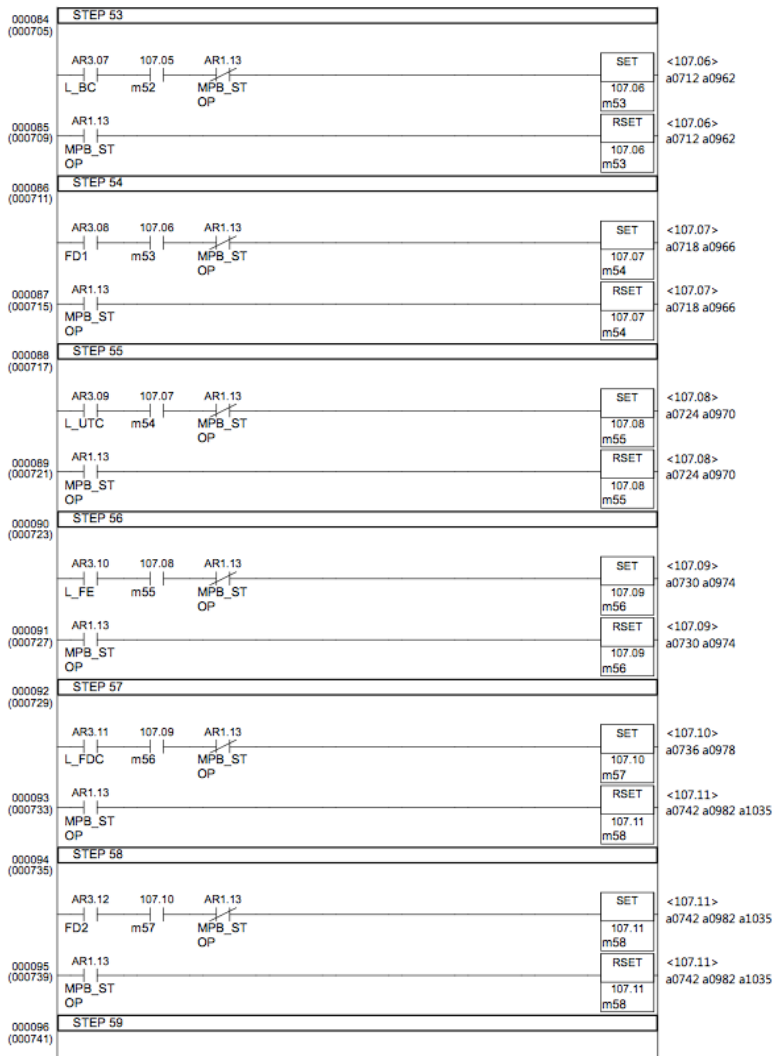 000084 STEP 53
(000705)
AR3.07 107.05 AR1.13 SET <107.06>
a0712 a0962
L_BC m52 MPB_ST 107.06
OP m53
000085 AR1.13 RSET <107.06>
(000709) a0712 a0962
MPB_ST 107.06
OP m53
000086 STEP 54
(000711)
AR3.08 107.06 AR1.13 SET <107.07>
a0718 a0966
FD1 m53 MPB_ST 107.07
OP m54
000087 AR1.13 RSET <107.07>
(000715) a0718 a0966
MPB_ST 107.07
OP m54
000088 STEP 55
(000717)
AR3.09 107.07 AR1.13 SET <107.08>
a0724 a0970
L_UTC m54 MPB_ST 107.08
OP m55
000089 AR1.13 RSET <107.08>
(000721) a0724 a0970
MPB_ST 107.08
OP m55
000090 STEP 56
(000723)
AR3.10 107.08 AR1.13 SET <107.09>
a0730 a0974
L_FE m55 MPB_ST 107.09
OP m56
000091 AR1.13 RSET <107.09>
(000727) a0730 a0974
MPB_ST 107.09
OP m56
000092 STEP 57
(000729)
AR3.11 107.09 AR1.13 SET <107.10>
a0736 a0978
L_FDC m56 MPB_ST 107.10
OP m57
000093 AR1.13 RSET <107.11>
(000733) a0742 a0982 a1035
MPB_ST 107.11
OP m58
000094 STEP 58
(000735)
AR3.12 107.10 AR1.13 SET <107.11>
a0742 a0982 a1035
FD2 m57 MPB_ST 107.11
OP m58
000095 AR1.13 RSET <107.11>
(000739) a0742 a0982 a1035
MPB_ST 107.11
OP m58
000096 STEP 59
(000741)